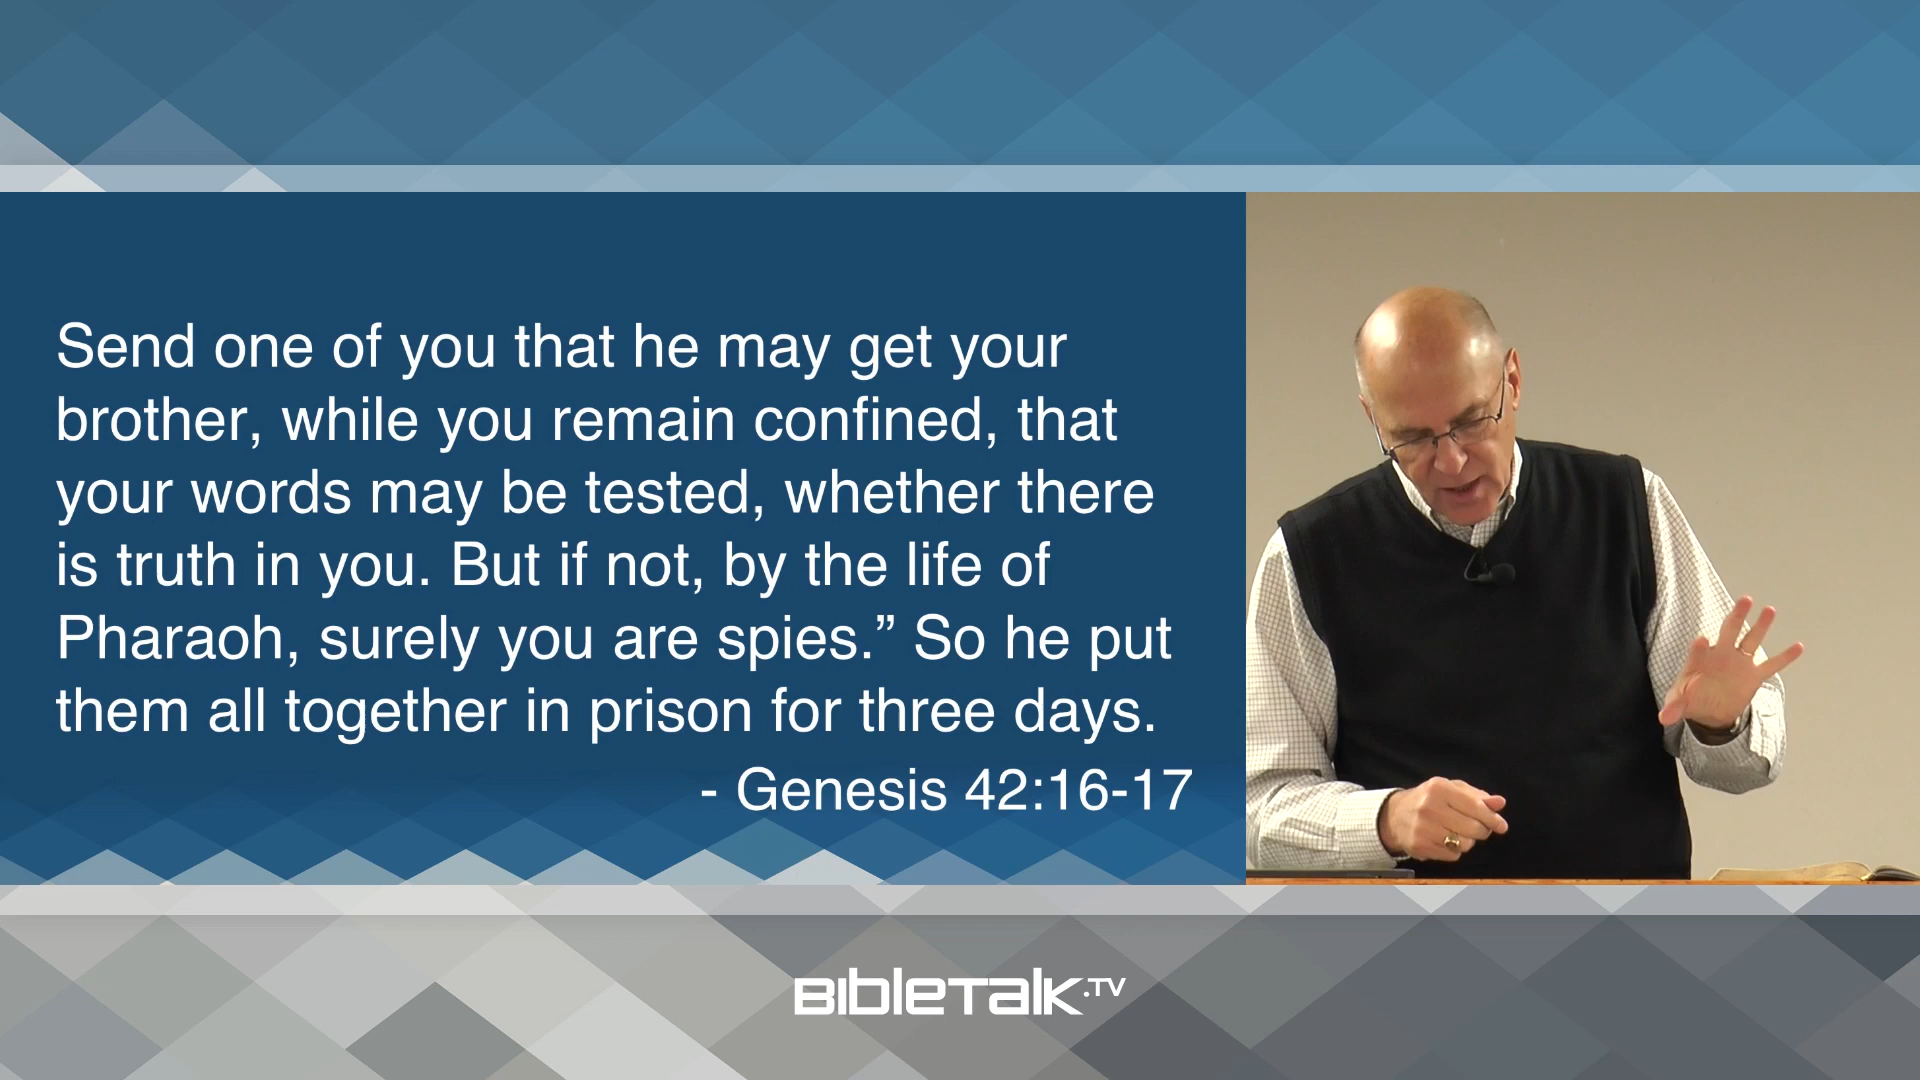 Send one of you that he may get your
brother, while you remain confined, that
your words may be tested, whether there
is truth in you. But if not, by the life of
Pharaoh, surely you are spies.” So he put
them all together in prison for three days.
- Genesis 42:16-17
BIBLETALK.TV